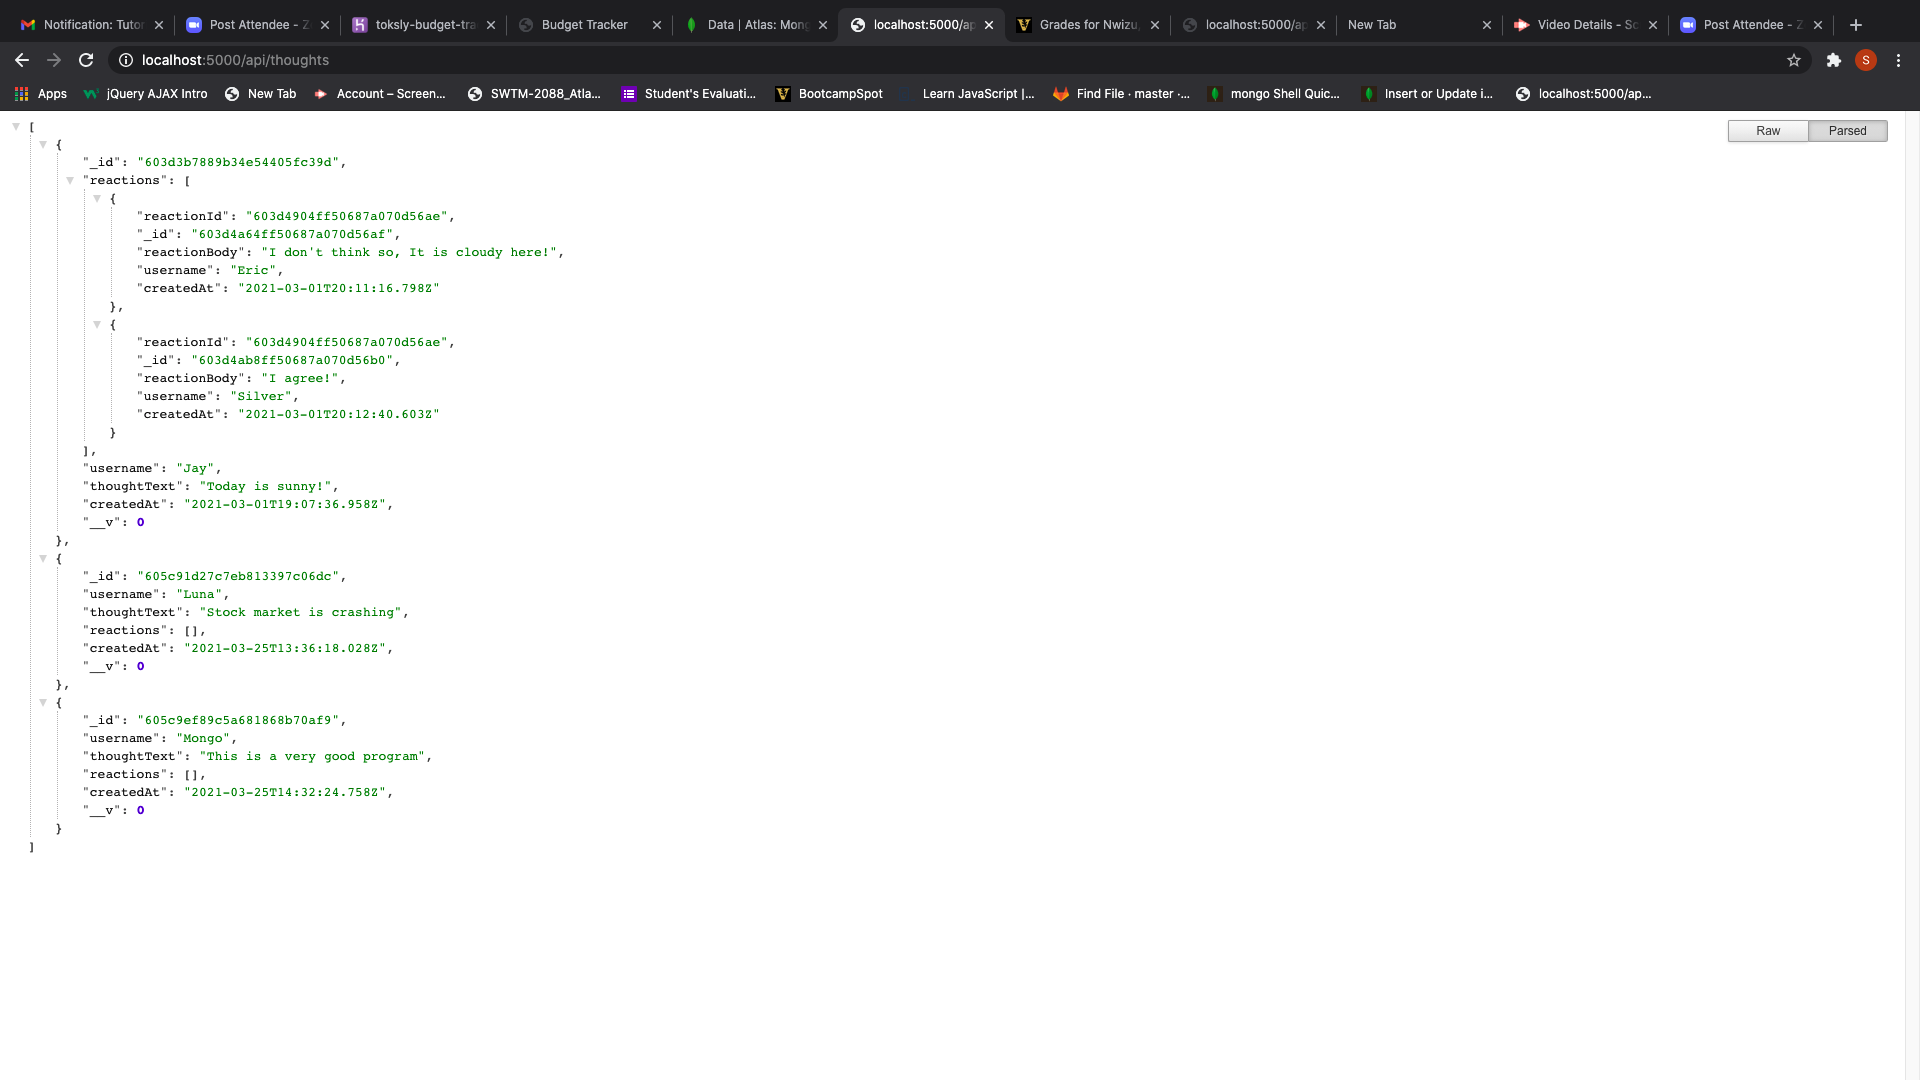 Notification: Tutor
Post Attendee - Z
toksly-budget-tra
Budget Tracker
Data | Atlas: Mong
localhost:5000/ap
Grades for Nwizu,
localhost:5000/ap
New Tab
Video Details - Sc
Post Attendee - Z
localhost:5000/api/thoughts
S
Apps
jQuery AJAX Intro
New Tab
Account – Screen...
SWTM-2088_Atla...
Student's Evaluati...
BootcampSpot
Learn JavaScript |...
Find File · master ·...
mongo Shell Quic...
Insert or Update i...
localhost:5000/ap...
Raw
Parsed
[
{
"_id": "603d3b7889b34e54405fc39d",
"reactions": [
{
"reactionId": "603d4904ff50687a070d56ae",
"_id": "603d4a64ff50687a070d56af",
"reactionBody": "I don't think so, It is cloudy here!",
"username": "Eric",
"createdAt": "2021-03-01T20:11:16.798Z"
},
{
"reactionId": "603d4904ff50687a070d56ae",
"_id": "603d4ab8ff50687a070d56b0",
"reactionBody": "I agree!",
"username": "Silver",
"createdAt": "2021-03-01T20:12:40.603Z"
}
],
"username": "Jay",
"thoughtText": "Today is sunny!",
"createdAt": "2021-03-01T19:07:36.958Z",
"__v": 0
},
{
"_id": "605c91d27c7eb813397c06dc",
"username": "Luna",
"thoughtText": "Stock market is crashing",
"reactions": [],
"createdAt": "2021-03-25T13:36:18.028Z",
"__v": 0
},
{
"_id": "605c9ef89c5a681868b70af9",
"username": "Mongo",
"thoughtText": "This is a very good program",
"reactions": [],
"createdAt": "2021-03-25T14:32:24.758Z",
"__v": 0
}
]